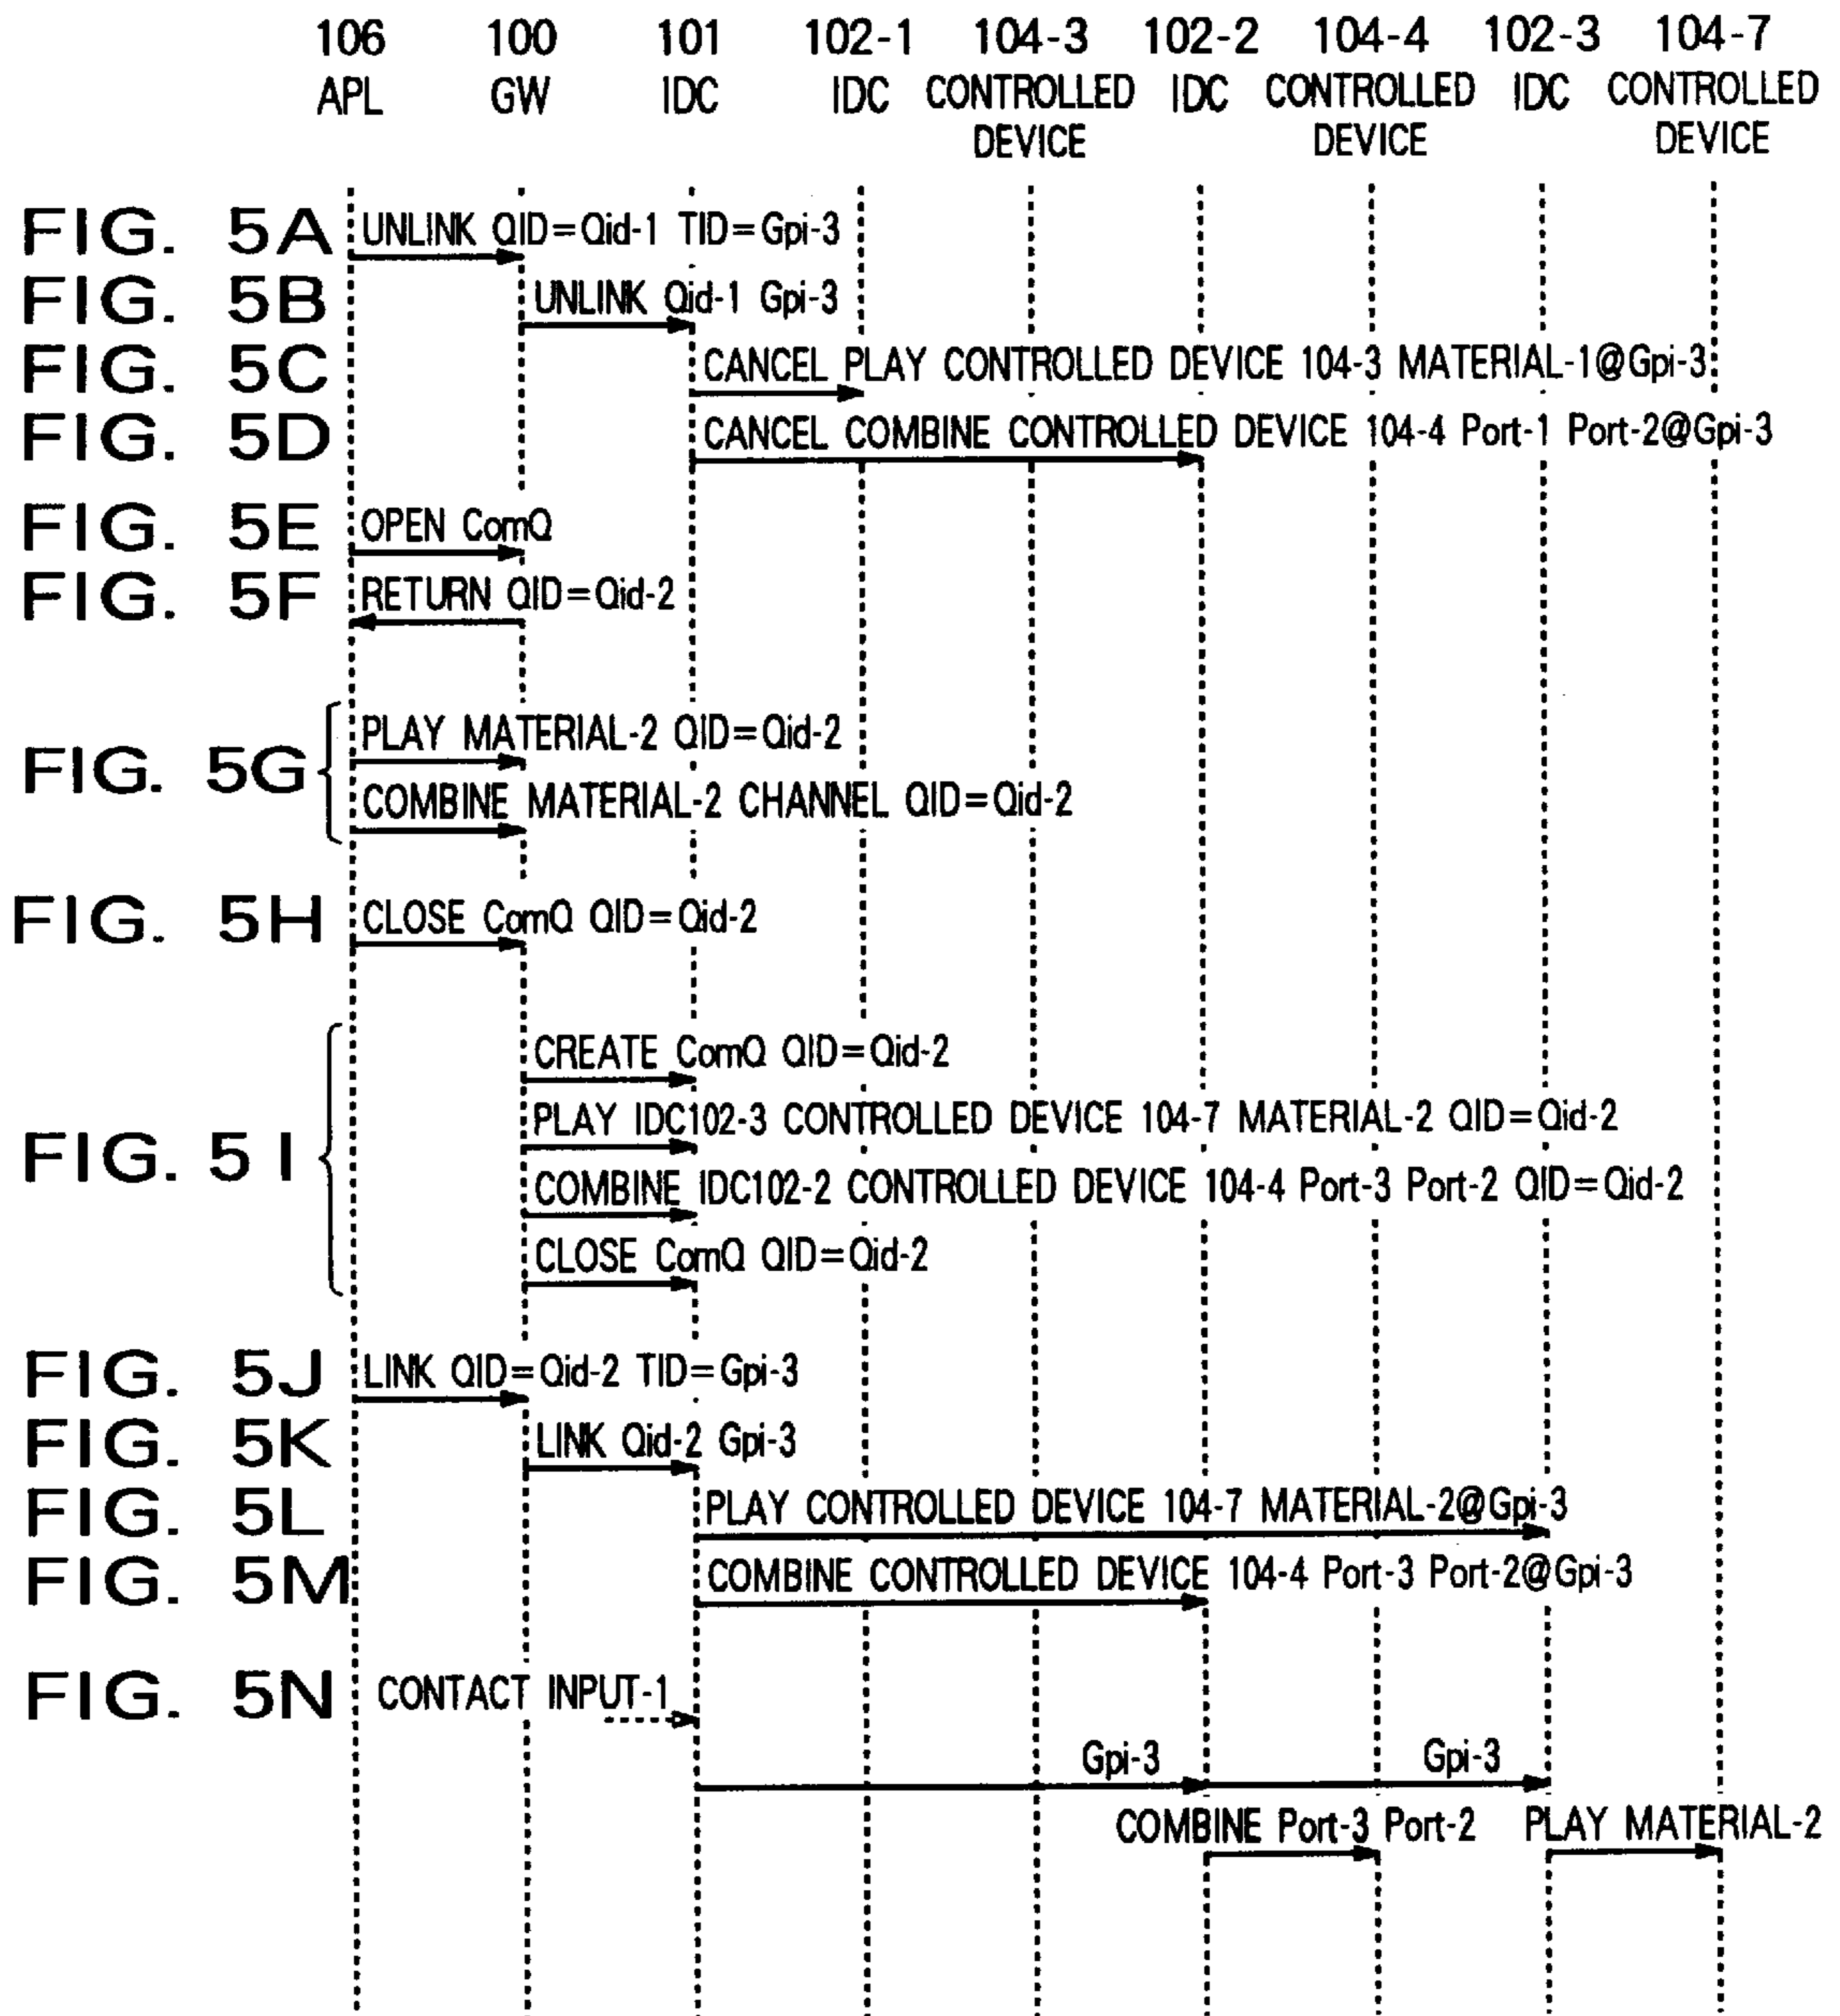 106 100 101 102-1 104-3 102-2 104-4 102-3 104-7
APL GW IDC IDC CONTROLLED IDC CONTROLLED IDC CONTROLLED
DEVICE DEVICE DEVICE
FIG. 5A UNLINK QID=Qid-1 TID=Gpi-3
FIG. 5B UNLINK Qid-1 Gpi-3
FIG. 5C CANCEL PLAY CONTROLLED DEVICE 104-3 MATERIAL-1@Gpi-3
FIG. 5D CANCEL COMBINE CONTROLLED DEVICE 104-4 Port-1 Port-2@Gpi-3
FIG. 5E OPEN ComQ
FIG. 5F RETURN QID=Qid-2
PLAY MATERIAL-2 QID=Qid-2
FIG. 5G
COMBINE MATERIAL-2 CHANNEL QID=Qid-2
FIG. 5H CLOSE ComQ QID=Qid-2
CREATE ComQ QID=Qid-2
PLAY IDC102-3 CONTROLLED DEVICE 104-7 MATERIAL-2 QID=Qid-2
FIG. 5I
COMBINE IDC102-2 CONTROLLED DEVICE 104-4 Port-3 Port-2 QID=Qid-2
CLOSE ComQ QID=Qid-2
FIG. 5J LINK QID=Qid-2 TID=Gpi-3
FIG. 5K LINK Qid-2 Gpi-3
FIG. 5L PLAY CONTROLLED DEVICE 104-7 MATERIAL-2@Gpi-3
FIG. 5M COMBINE CONTROLLED DEVICE 104-4 Port-3 Port-2@Gpi-3
FIG. 5N CONTACT INPUT-1
Gpi-3 Gpi-3
COMBINE Port-3 Port-2 PLAY MATERIAL-2